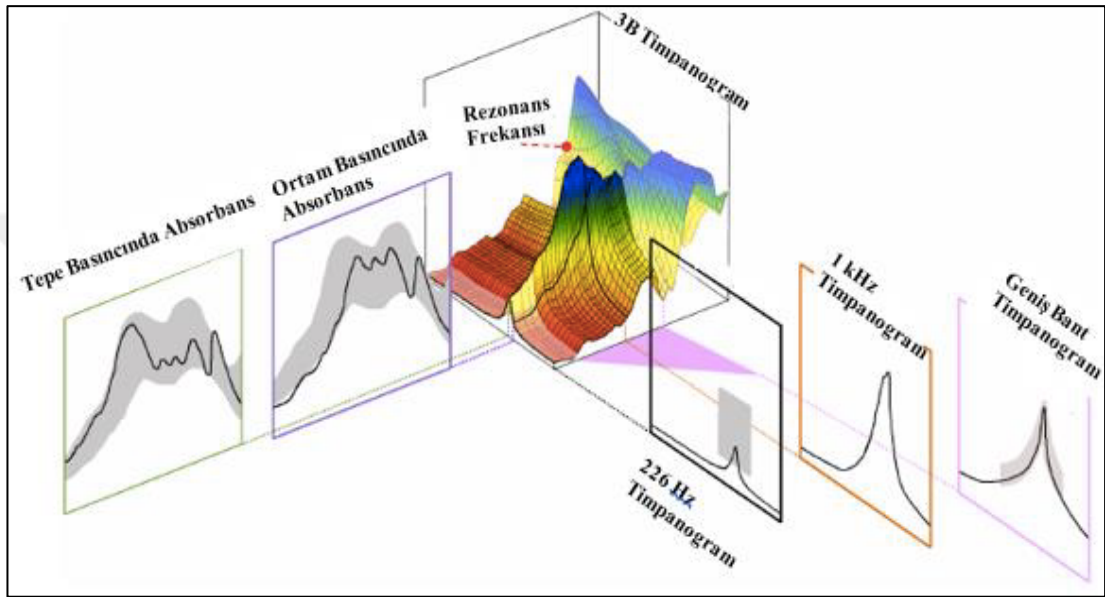 3B Timpanogram
Rezonans
Frekansı
Ortam Basıncında
Absorbans
Tepe Basıncında Absorbans
1 kHz
Timpanogram
Geniş Bant
Timpanogram
226 Hz
Timpanogram